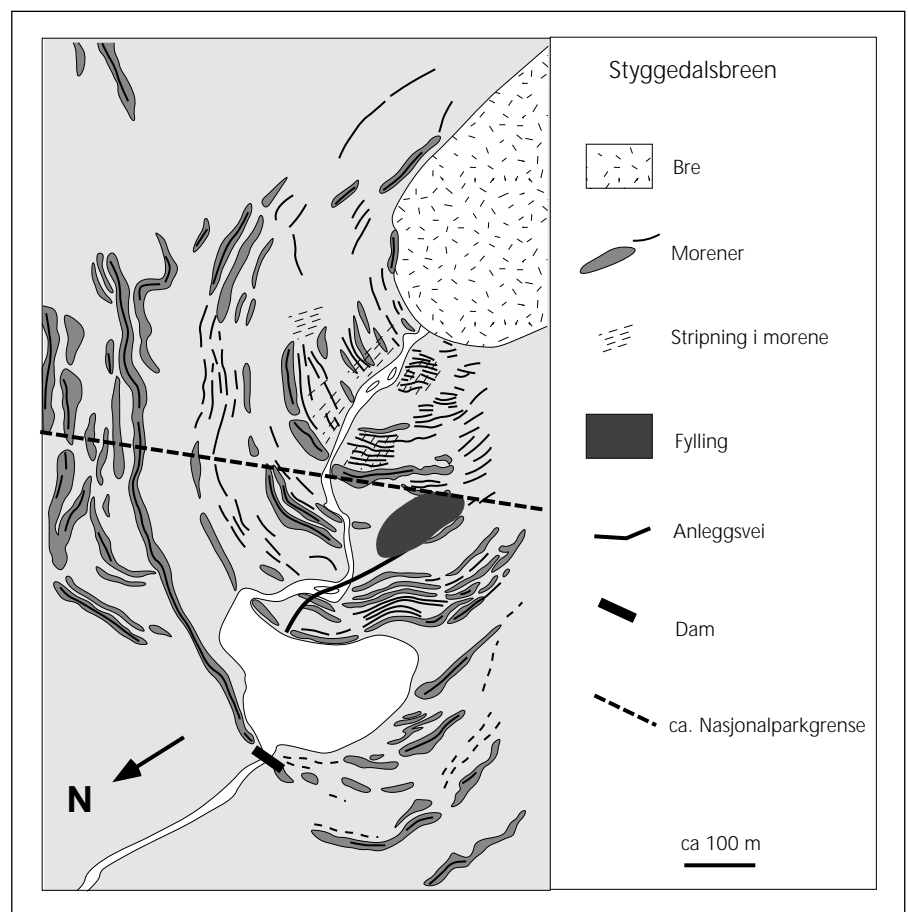 Styggedalsbreen
Bre
Morener
Stripning i morene
Fylling
Anleggsvei
Dam
ca. Nasjonalparkgrense
N
ca 100 m